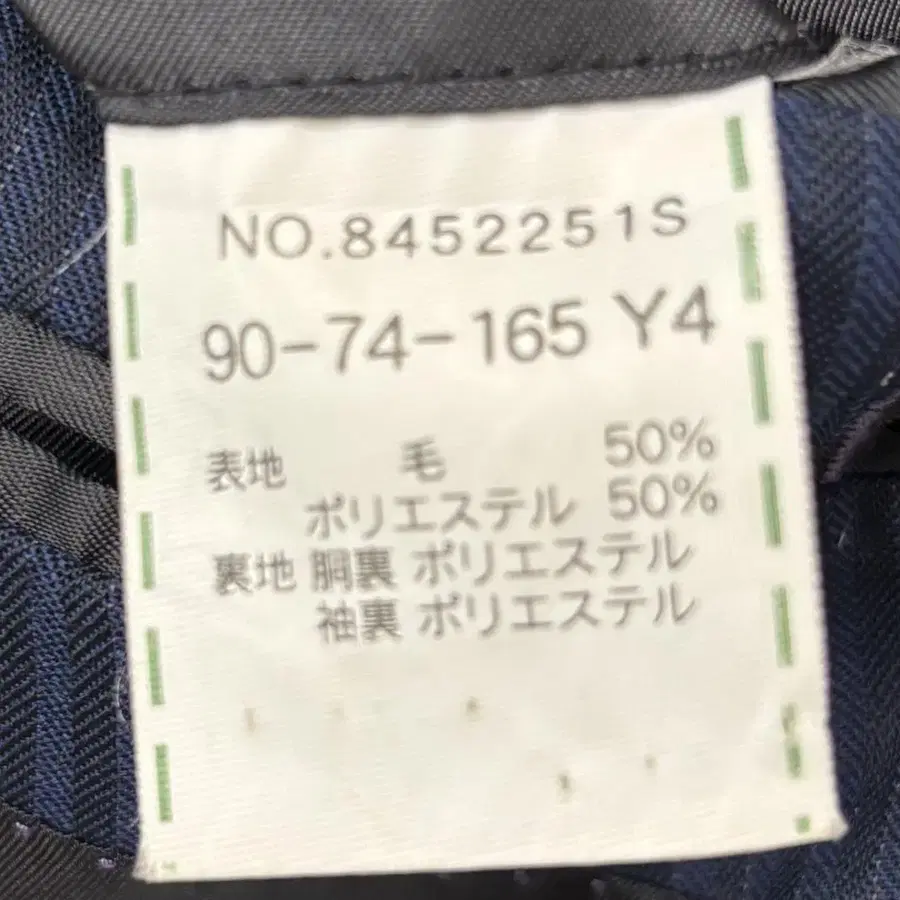 NO.8452251S
90-74-165 Y4
表地 毛 50%
ポリエステル 50%
裏地 胴裏 ポリエステル
袖裏 ポリエステル